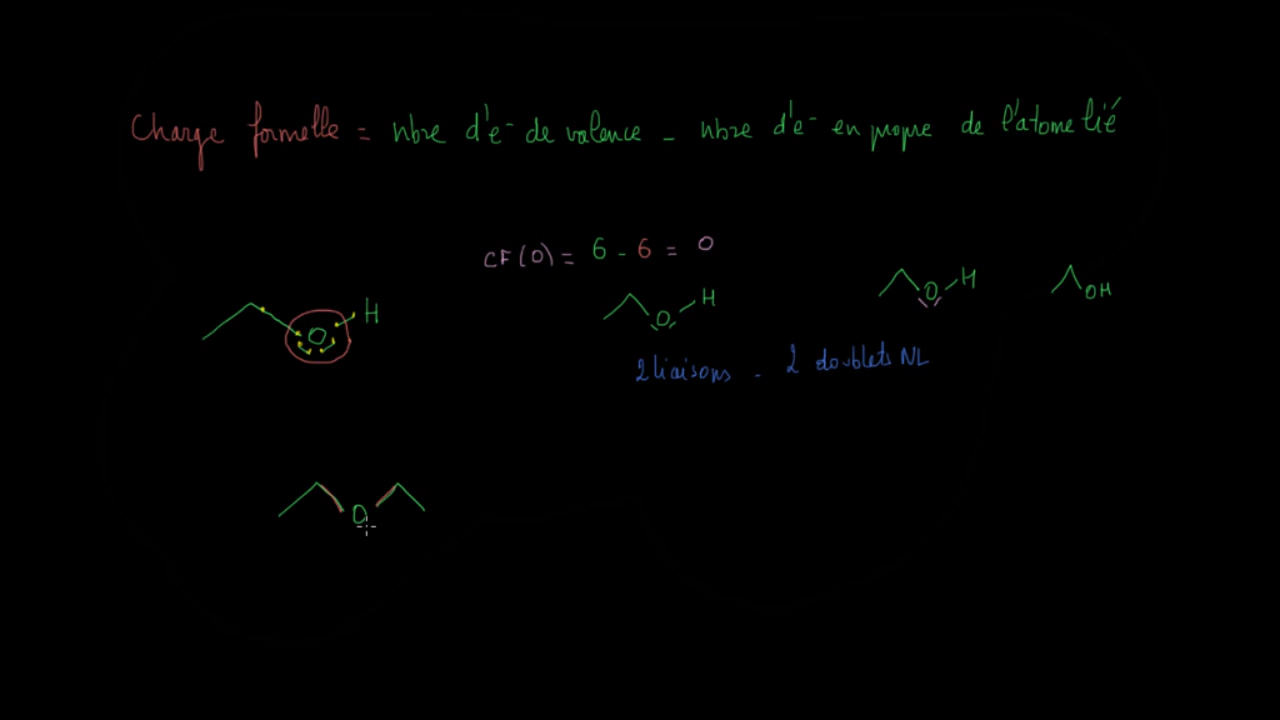 Charge formelle = nbre d'e⁻ de valence - nbre d'e⁻ en propre de l'atome lié
CF(O) = 6 - 6 = 0
O H
O H
O H
OH
2 liaisons - 2 doublets NL
O